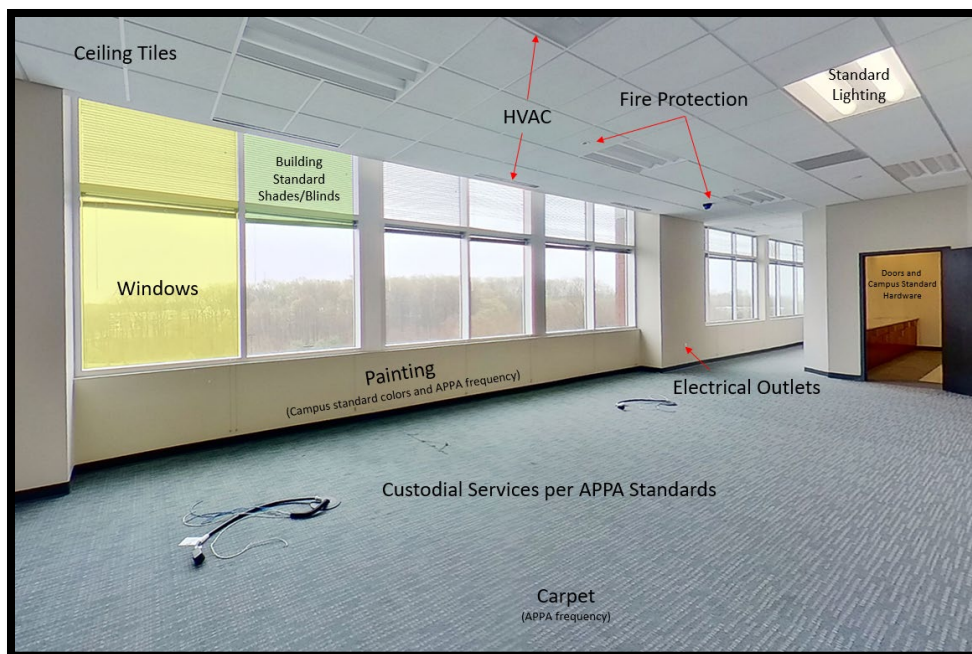 Ceiling Tiles
Standard
Lighting
Fire Protection
HVAC
Building
Standard
Shades/Blinds
Windows
Doors and
Campus Standard
Hardware
Painting
(Campus standard colors and APPA frequency)
Electrical Outlets
Custodial Services per APPA Standards
Carpet
(APPA frequency)